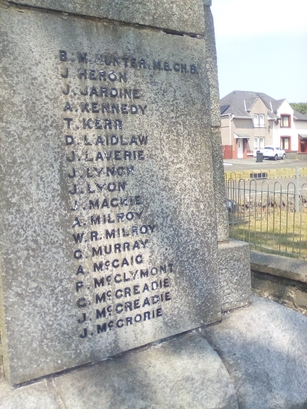 B. W. HUNTER. M.B. CH.B.
J. HERON
J. JARDINE
A. KENNEDY
T. KERR
D. LAIDLAW
J. LAVERIE
J. LYNCH
J. LYON
J. MACKIE
A. MILROY
W. R. MILROY
G. MURRAY
A. McCAIG
P. McCLYMONT
G. McCREADIE
J. McCREADIE
J. McCRORIE